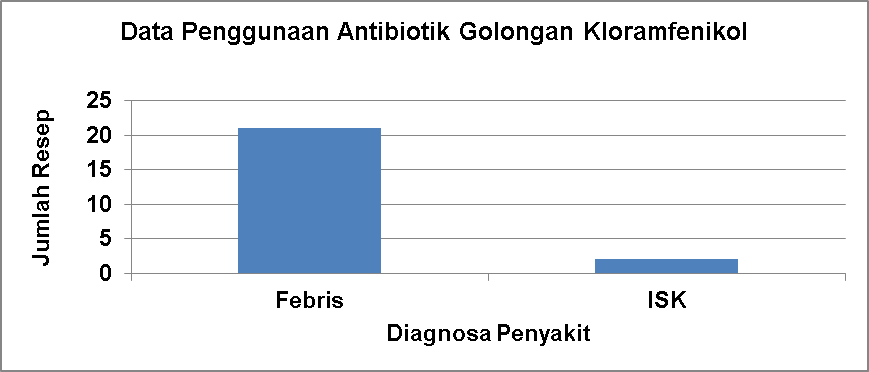 Data Penggunaan Antibiotik Golongan Kloramfenikol
Jumlah Resep
25
20
15
10
5
0
Febris
ISK
Diagnosa Penyakit